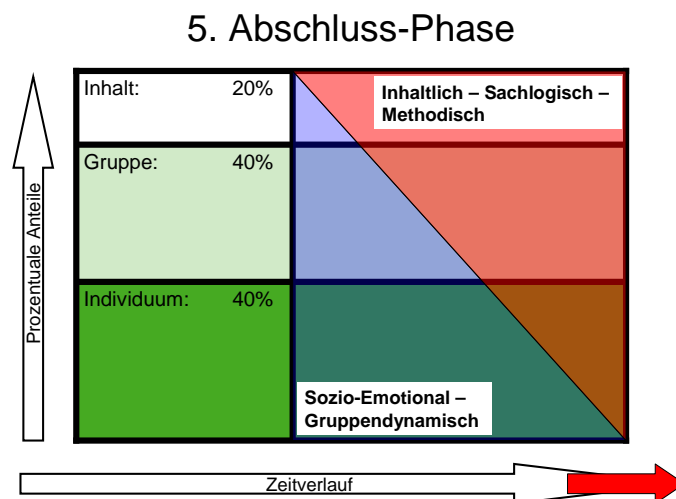 5. Abschluss-Phase
Inhalt: 20%
Inhaltlich – Sachlogisch –
Methodisch
Gruppe: 40%
Prozentuale Anteile
Individuum: 40%
Sozio-Emotional –
Gruppendynamisch
Zeitverlauf